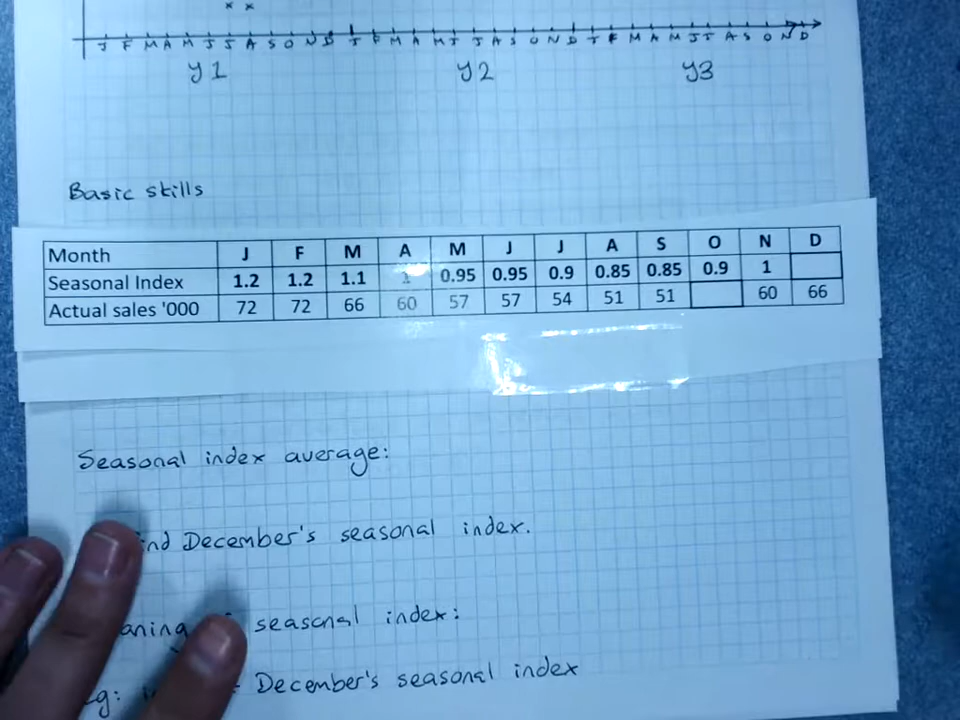 J F M A M J J A S O N D J F M A M J J A S O N D J F M A M J J A S O N D
y1 y2 y3
Basic skills
Month J F M A M J J A S O N D
Seasonal Index 1.2 1.2 1.1 1 0.95 0.95 0.9 0.85 0.85 0.9 1
Actual sales '000 72 72 66 60 57 57 54 51 51 60 66
Seasonal index average:
December's seasonal index.
seasonal index:
December's seasonal index